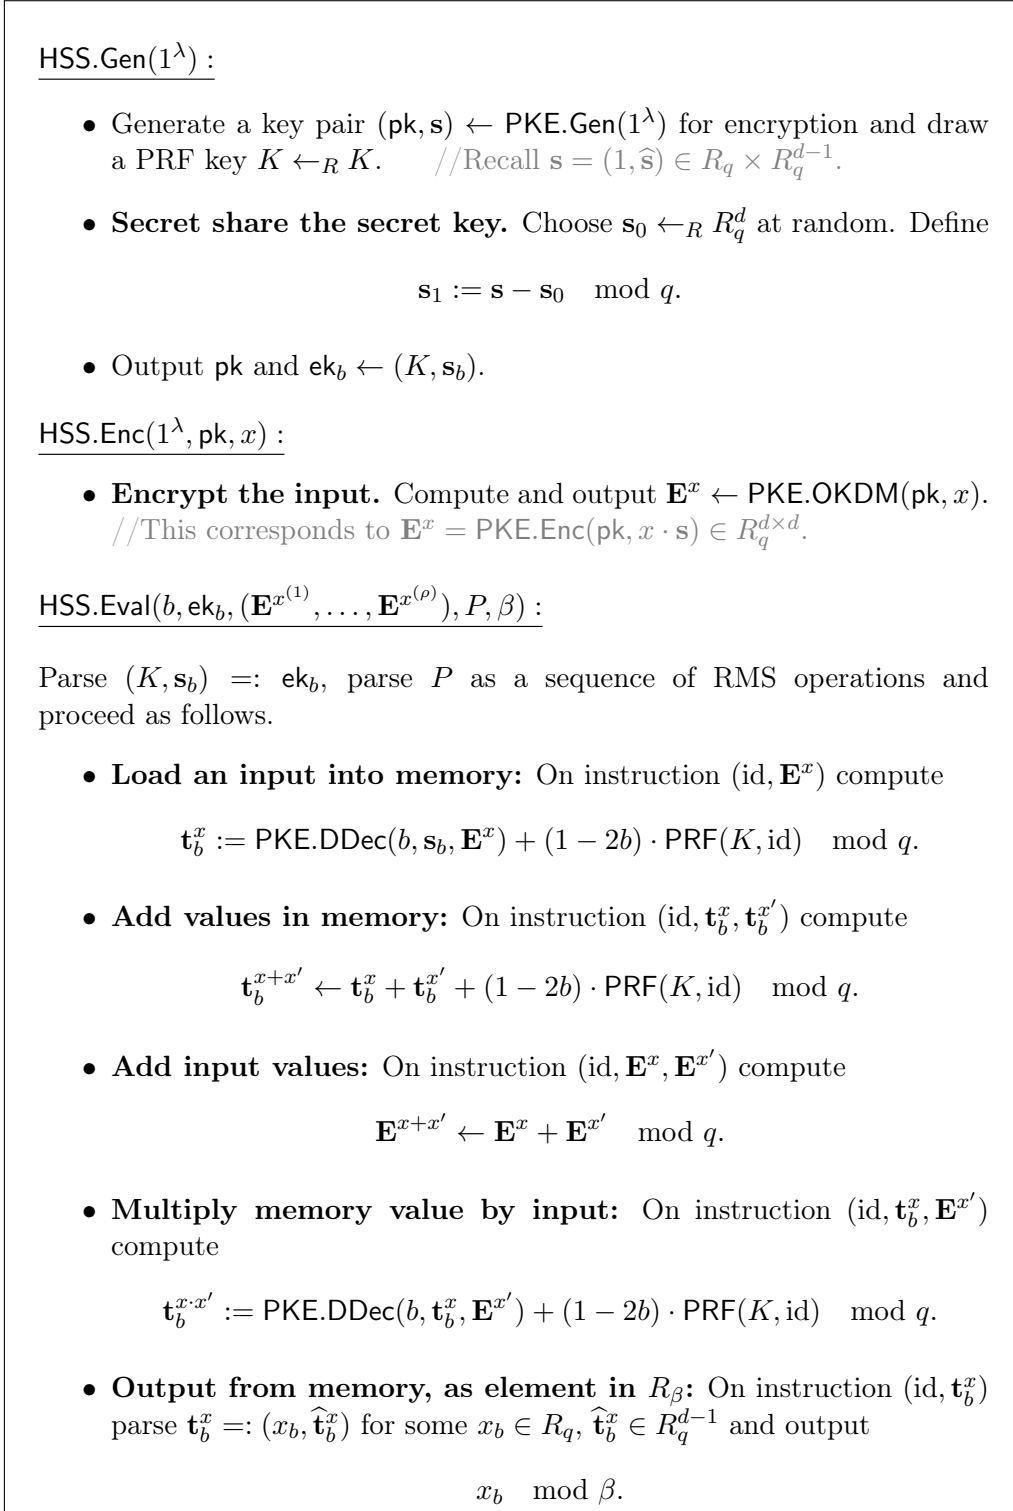 HSS.Gen(1^λ) :
• Generate a key pair (pk, s) ← PKE.Gen(1^λ) for encryption and draw
a PRF key K ←_R K. //Recall s = (1, ŝ) ∈ R_q × R_q^{d−1}.
• Secret share the secret key. Choose s_0 ←_R R_q^d at random. Define
s_1 := s − s_0 mod q.
• Output pk and ek_b ← (K, s_b).
HSS.Enc(1^λ, pk, x) :
• Encrypt the input. Compute and output E^x ← PKE.OKDM(pk, x).
//This corresponds to E^x = PKE.Enc(pk, x · s) ∈ R_q^{d×d}.
HSS.Eval(b, ek_b, (E^{x^{(1)}}, . . . , E^{x^{(ρ)}}), P, β) :
Parse (K, s_b) =: ek_b, parse P as a sequence of RMS operations and
proceed as follows.
• Load an input into memory: On instruction (id, E^x) compute
t_b^x := PKE.DDec(b, s_b, E^x) + (1 − 2b) · PRF(K, id) mod q.
• Add values in memory: On instruction (id, t_b^x, t_b^{x'}) compute
t_b^{x+x'} ← t_b^x + t_b^{x'} + (1 − 2b) · PRF(K, id) mod q.
• Add input values: On instruction (id, E^x, E^{x'}) compute
E^{x+x'} ← E^x + E^{x'} mod q.
• Multiply memory value by input: On instruction (id, t_b^x, E^{x'})
compute
t_b^{x·x'} := PKE.DDec(b, t_b^x, E^{x'}) + (1 − 2b) · PRF(K, id) mod q.
• Output from memory, as element in R_β: On instruction (id, t_b^x)
parse t_b^x =: (x_b, t̂_b^x) for some x_b ∈ R_q, t̂_b^x ∈ R_q^{d−1} and output
x_b mod β.